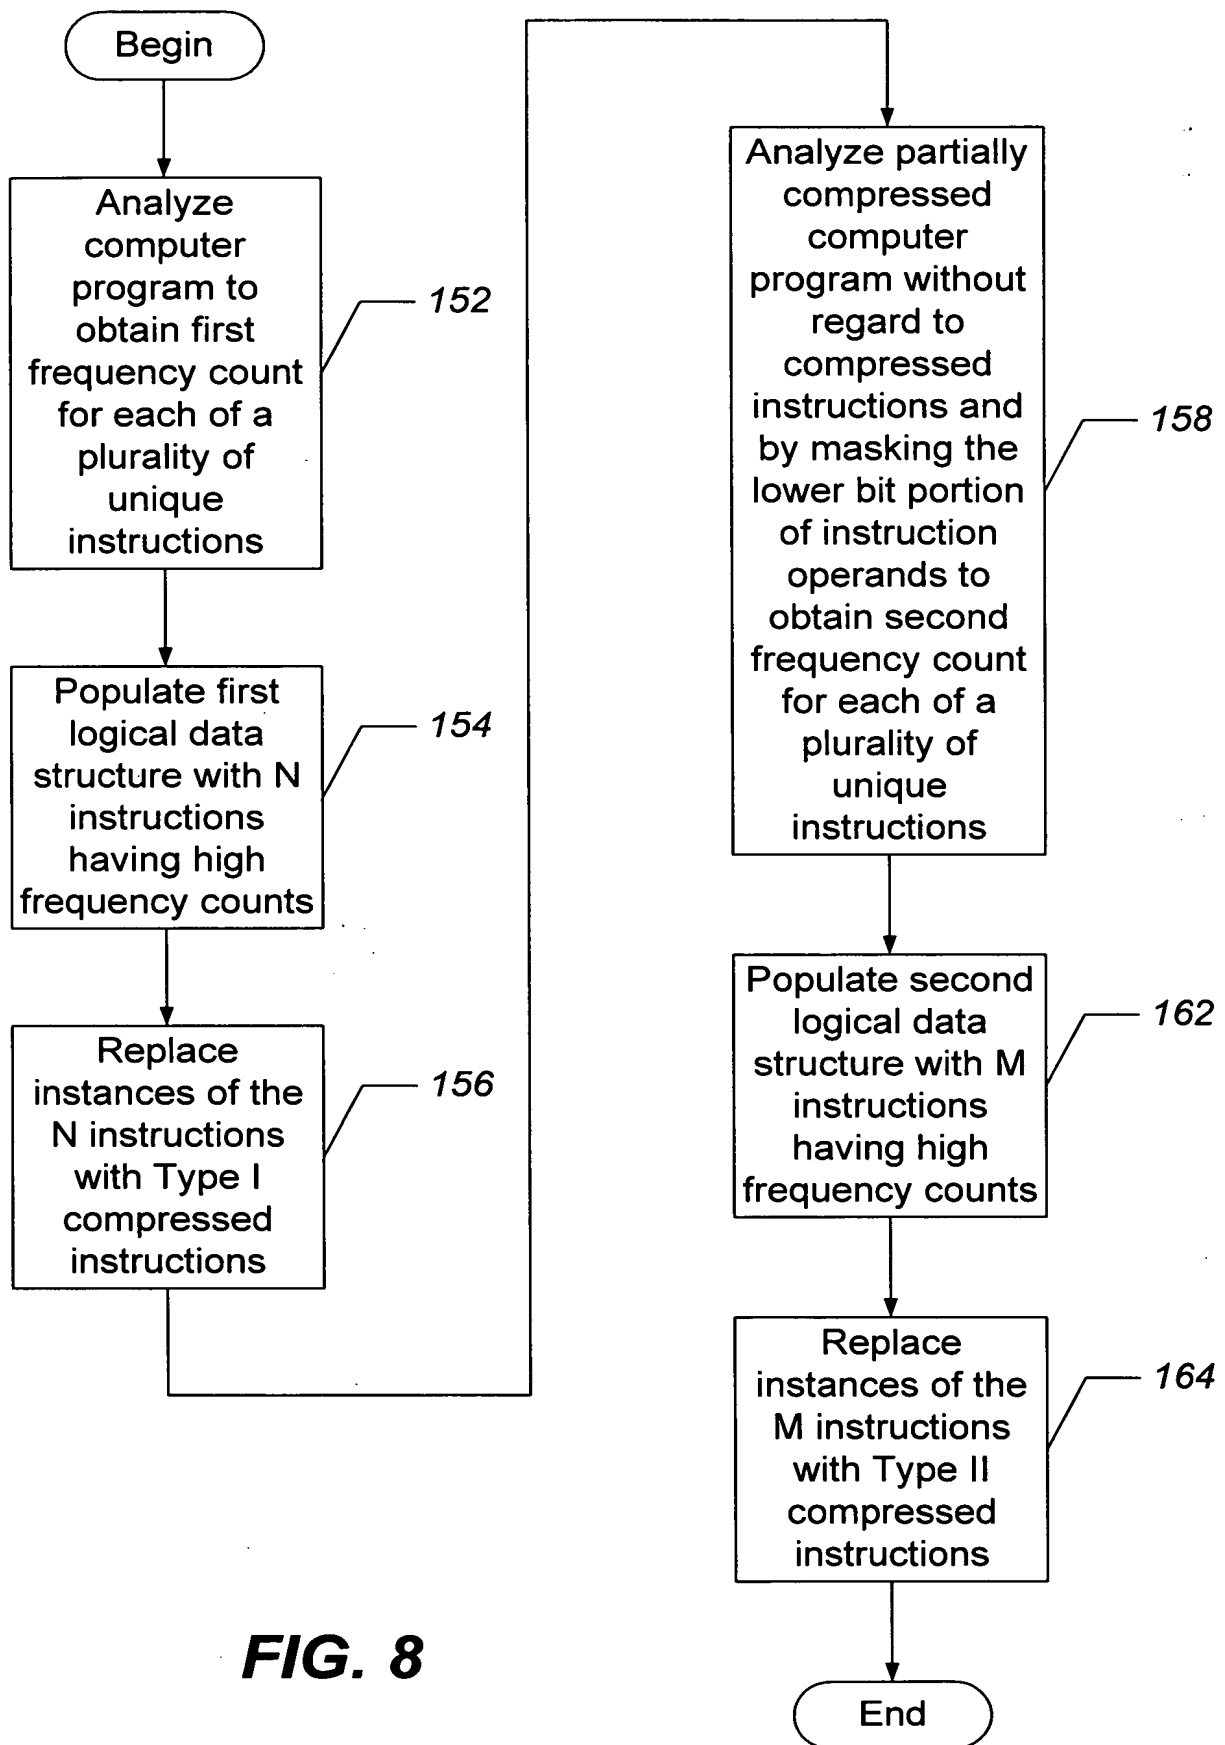 Begin
Analyze
computer
program to
obtain first
frequency count
for each of a
plurality of
unique
instructions
152
Populate first
logical data
structure with N
instructions
having high
frequency counts
154
Replace
instances of the
N instructions
with Type I
compressed
instructions
156
Analyze partially
compressed
computer
program without
regard to
compressed
instructions and
by masking the
lower bit portion
of instruction
operands to
obtain second
frequency count
for each of a
plurality of
unique
instructions
158
Populate second
logical data
structure with M
instructions
having high
frequency counts
162
Replace
instances of the
M instructions
with Type II
compressed
instructions
164
End
FIG. 8